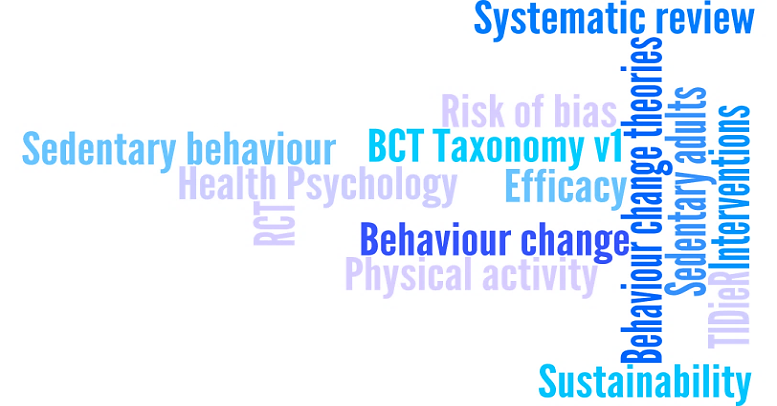 Systematic review
Risk of bias
BCT Taxonomy v1
Sedentary behaviour
Health Psychology
Efficacy
RCT
Behaviour change
Physical activity
Behaviour change theories
Sedentary adults
Interventions
TIDieR
Sustainability